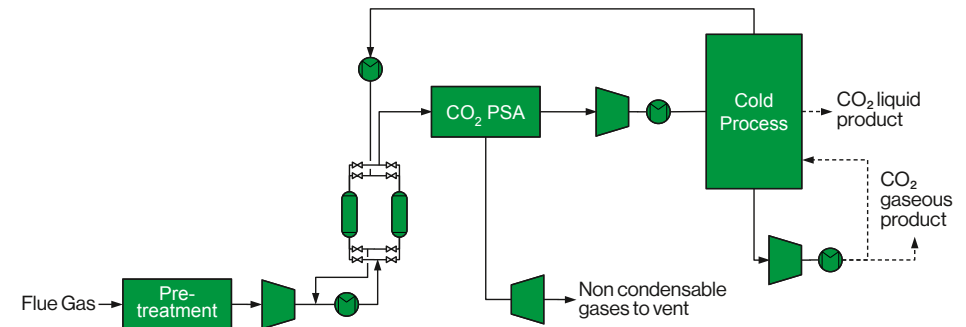 CO₂ PSA
Cold
Process
CO₂ liquid
product
CO₂
gaseous
product
Flue Gas
Pre-
treatment
Non condensable
gases to vent